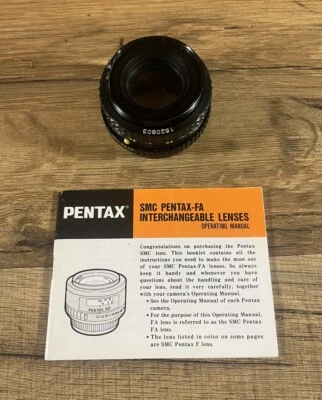 1520803
PENTAX®
SMC PENTAX-FA
INTERCHANGEABLE LENSES
OPERATING MANUAL
Congratulations on purchasing the Pentax
SMC lens. This booklet contains all the
instructions you need to make the most out
of your SMC Pentax-FA lenses. So always
keep it handy and whenever you have
questions about the handling and care of
your lens, read it very carefully, together
with your camera's Operating Manual.
• See the Operating Manual of each Pentax
camera.
• For the purpose of this Operating Manual,
FA lens is referred to as the SMC Pentax
FA lens.
• The lens listed in color on some pages
are SMC Pentax F lens.